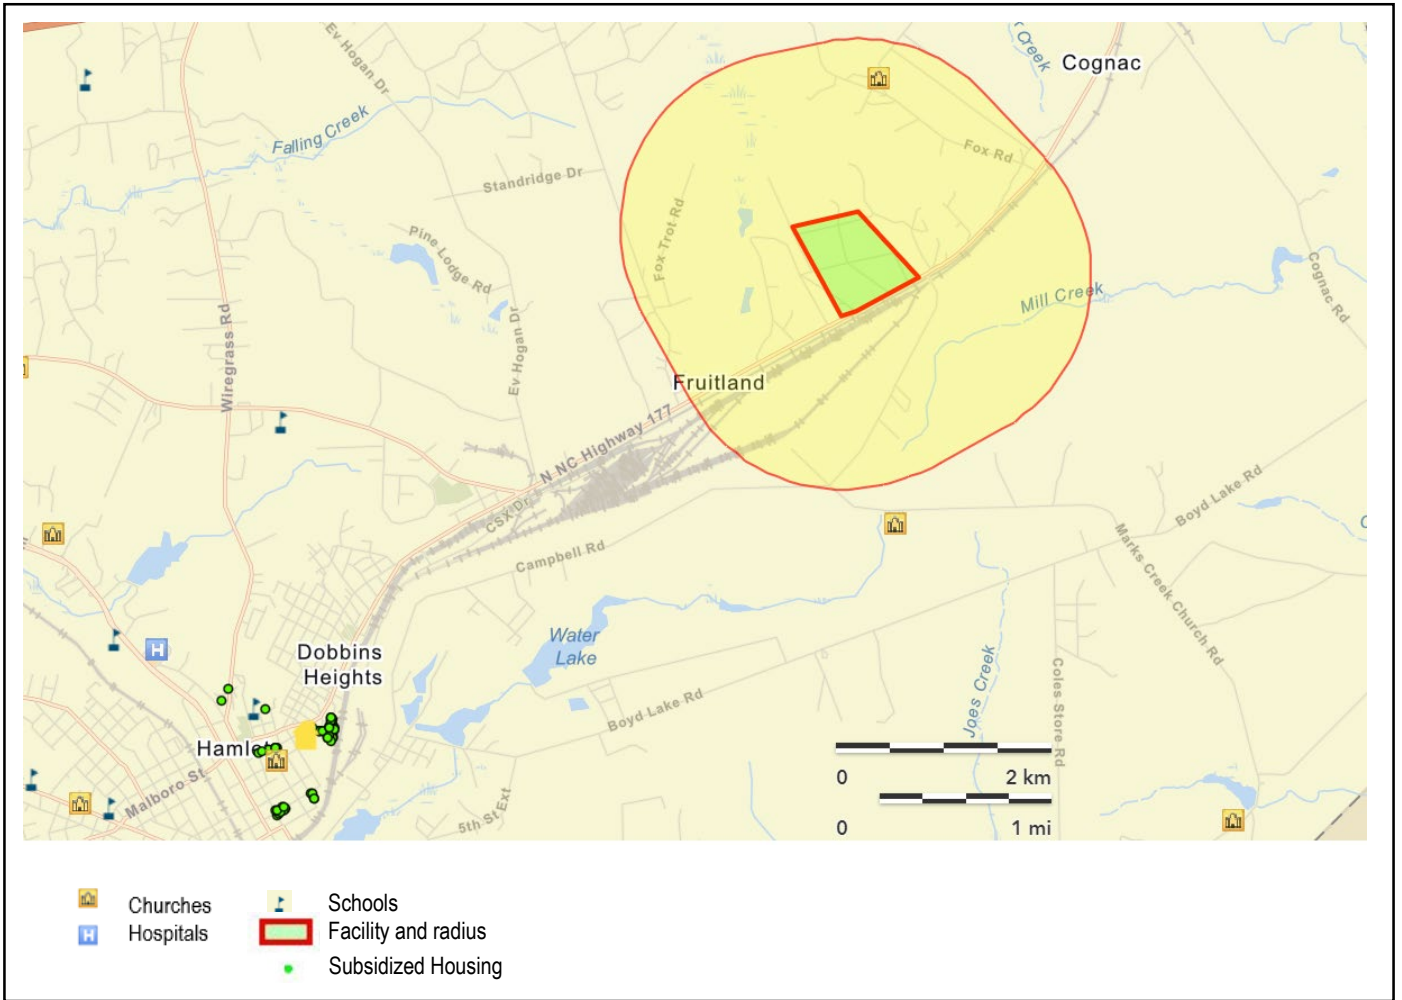 Ev Hogan Dr
Creek
Cognac
Falling Creek
Fox Rd
Standridge Dr
Fox Trot Rd
Pine Lodge Rd
Cognac Rd
Mill Creek
Wiregrass Rd
Ev Hogan Dr
Fruitland
N NC Highway 177
CSX Dr
Boyd Lake Rd
Campbell Rd
Marks Creek Church Rd
Water
Lake
Dobbins
Heights
Joes Creek
Coles Store Rd
Boyd Lake Rd
Hamlet
Malboro St
5th St Ext
0 2 km
0 1 mi
H
Churches
Schools
H
Hospitals
Facility and radius
Subsidized Housing